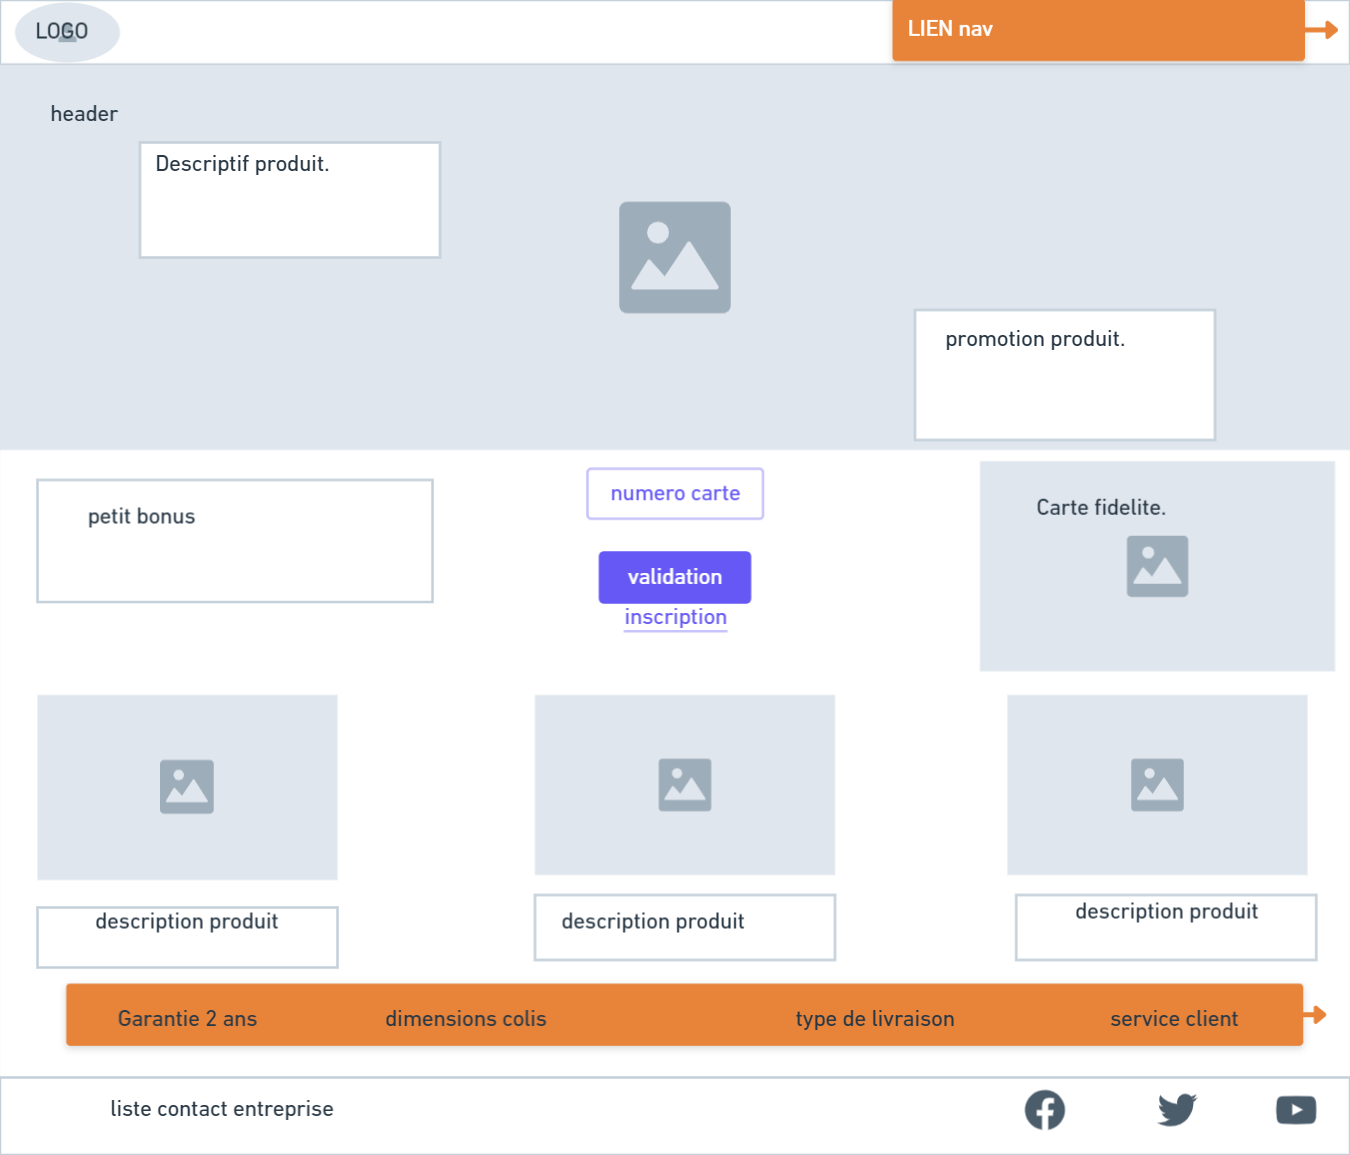 LOGO
LIEN nav
header
Descriptif produit.
promotion produit.
petit bonus
numero carte
validation
inscription
Carte fidelite.
description produit
description produit
description produit
Garantie 2 ans
dimensions colis
type de livraison
service client
liste contact entreprise